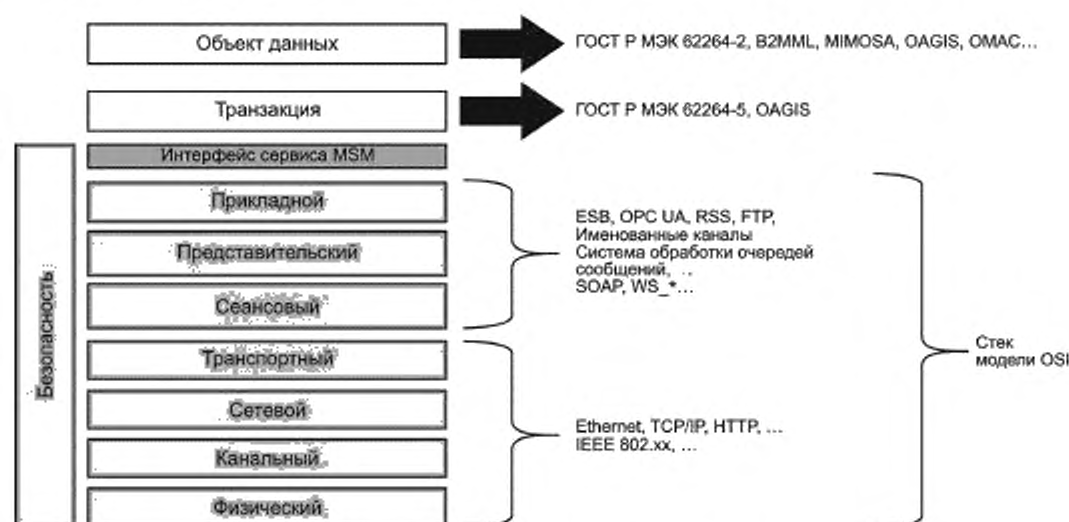 Объект данных
ГОСТ Р МЭК 62264-2, B2MML, MIMOSA, OAGIS, OMAC...
Транзакция
ГОСТ Р МЭК 62264-5, OAGIS
Интерфейс сервиса MSM
Безопасность
Прикладной
Представительский
Сеансовый
ESB, OPC UA, RSS, FTP,
Именованные каналы
Система обработки очередей
сообщений, ...
SOAP, WS_*...
Транспортный
Сетевой
Канальный
Физический
Ethernet, TCP/IP, HTTP, ...
IEEE 802.xx, ...
Стек
модели OSI